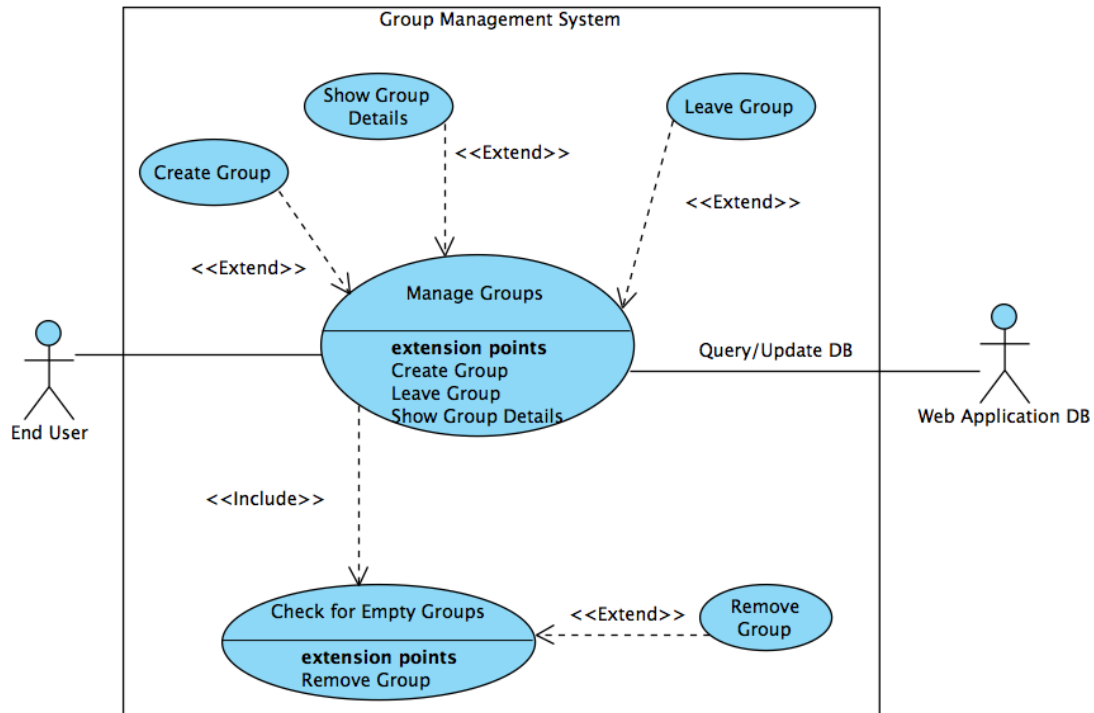 Group Management System
Show Group
Details
Leave Group
<<Extend>>
Create Group
<<Extend>>
<<Extend>>
Manage Groups
extension points
Create Group
Leave Group
Show Group Details
Query/Update DB
End User
Web Application DB
<<Include>>
Check for Empty Groups
extension points
Remove Group
<<Extend>>
Remove
Group